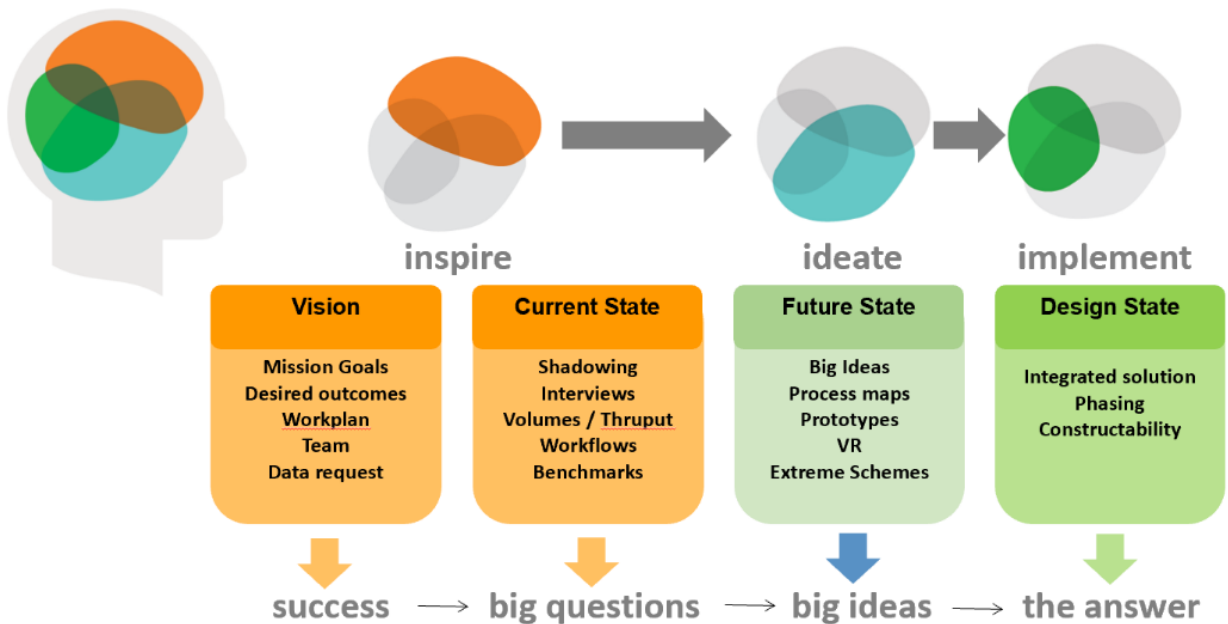 inspire
ideate
implement
Vision
Mission Goals
Desired outcomes
Workplan
Team
Data request
Current State
Shadowing
Interviews
Volumes / Thruput
Workflows
Benchmarks
Future State
Big Ideas
Process maps
Prototypes
VR
Extreme Schemes
Design State
Integrated solution
Phasing
Constructability
success
big questions
big ideas
the answer